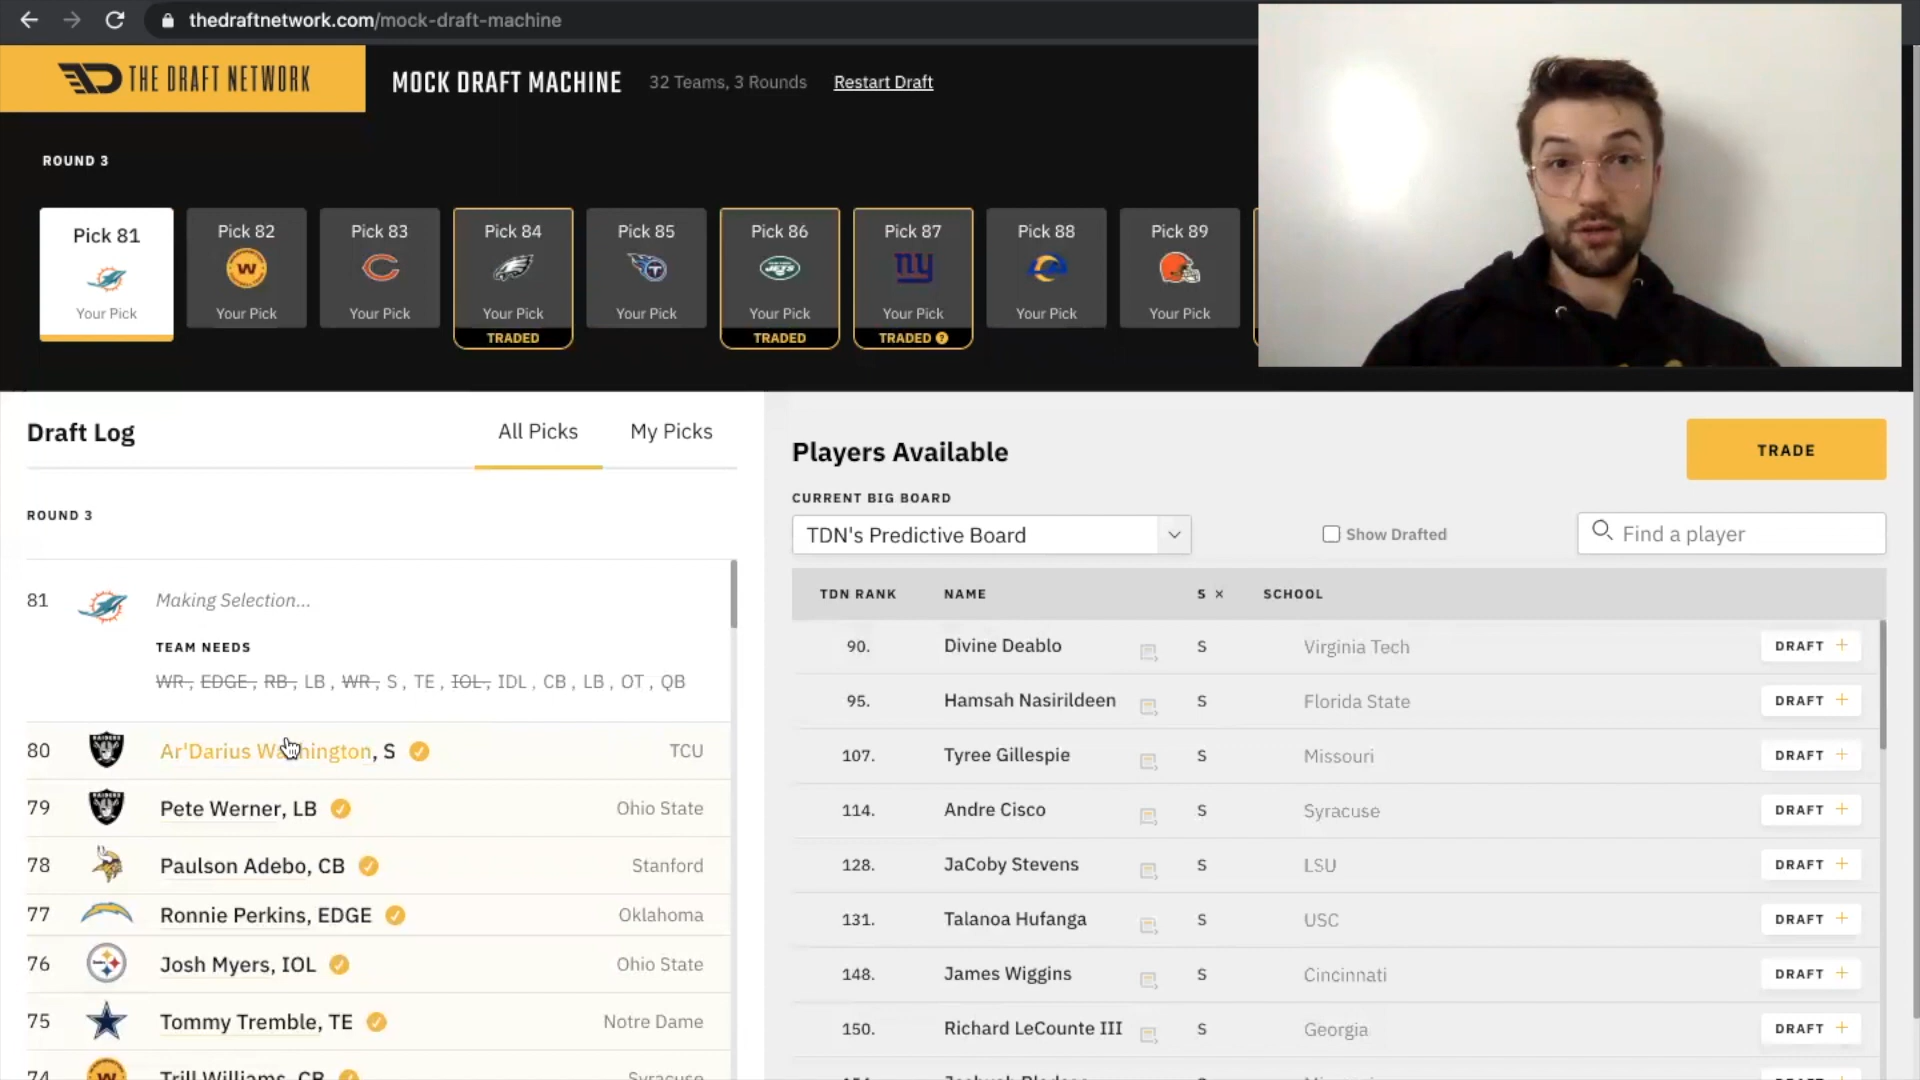 thedraftnetwork.com/mock-draft-machine
THE DRAFT NETWORK
MOCK DRAFT MACHINE
32 Teams, 3 Rounds
Restart Draft
ROUND 3
Pick 81
Your Pick
Pick 82
W
Your Pick
Pick 83
Your Pick
Pick 84
Your Pick
TRADED
Pick 85
Your Pick
Pick 86
JETS
Your Pick
TRADED
Pick 87
ny
Your Pick
TRADED ?
Pick 88
Your Pick
Pick 89
Your Pick
Draft Log
All Picks
My Picks
ROUND 3
81
Making Selection...
TEAM NEEDS
WR , EDGE , RB , LB , WR , S , TE , IOL , IDL , CB , LB , OT , QB
80 Ar'Darius Washington, S TCU
79 Pete Werner, LB Ohio State
78 Paulson Adebo, CB Stanford
77 Ronnie Perkins, EDGE Oklahoma
76 Josh Myers, IOL Ohio State
75 Tommy Tremble, TE Notre Dame
74 Trill Williams, CB Syracuse
Players Available
TRADE
CURRENT BIG BOARD
TDN's Predictive Board
Show Drafted
Find a player
TDN RANK NAME S × SCHOOL
90. Divine Deablo S Virginia Tech DRAFT +
95. Hamsah Nasirildeen S Florida State DRAFT +
107. Tyree Gillespie S Missouri DRAFT +
114. Andre Cisco S Syracuse DRAFT +
128. JaCoby Stevens S LSU DRAFT +
131. Talanoa Hufanga S USC DRAFT +
148. James Wiggins S Cincinnati DRAFT +
150. Richard LeCounte III S Georgia DRAFT +